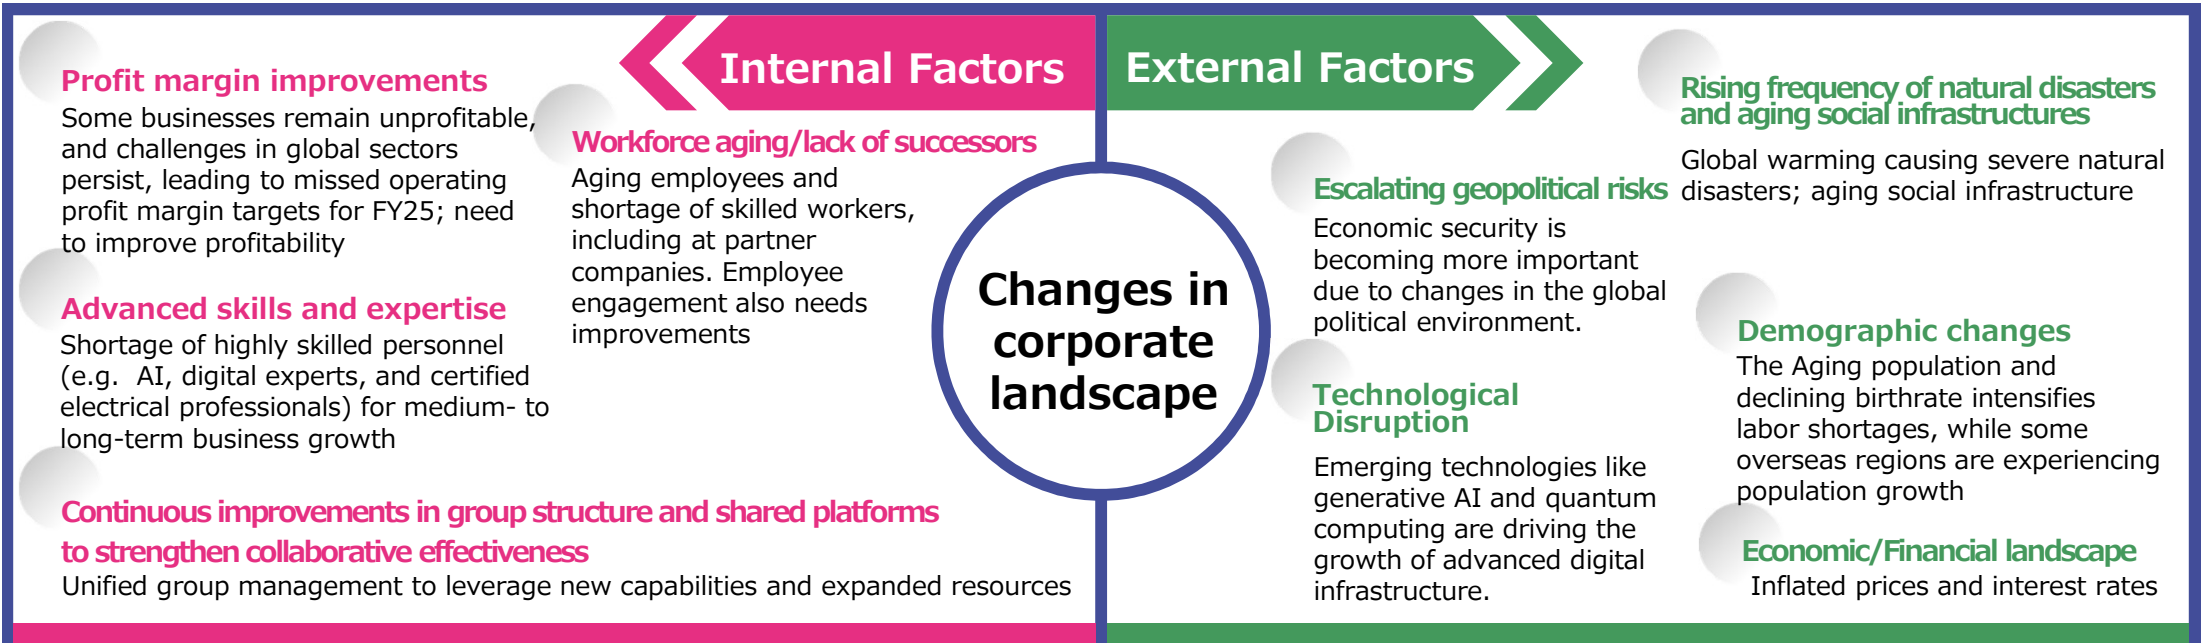 Internal Factors
External Factors
Profit margin improvements
Some businesses remain unprofitable,
and challenges in global sectors
persist, leading to missed operating
profit margin targets for FY25; need
to improve profitability
Advanced skills and expertise
Shortage of highly skilled personnel
(e.g.  AI, digital experts, and certified
electrical professionals) for medium- to
long-term business growth
Workforce aging/lack of successors
Aging employees and
shortage of skilled workers,
including at partner
companies. Employee
engagement also needs
improvements
Continuous improvements in group structure and shared platforms
to strengthen collaborative effectiveness
Unified group management to leverage new capabilities and expanded resources
Changes in
corporate
landscape
Escalating geopolitical risks
Economic security is
becoming more important
due to changes in the global
political environment.
Technological
Disruption
Emerging technologies like
generative AI and quantum
computing are driving the
growth of advanced digital
infrastructure.
Rising frequency of natural disasters
and aging social infrastructures
Global warming causing severe natural
disasters; aging social infrastructure
Demographic changes
The Aging population and
declining birthrate intensifies
labor shortages, while some
overseas regions are experiencing
population growth
Economic/Financial landscape
Inflated prices and interest rates